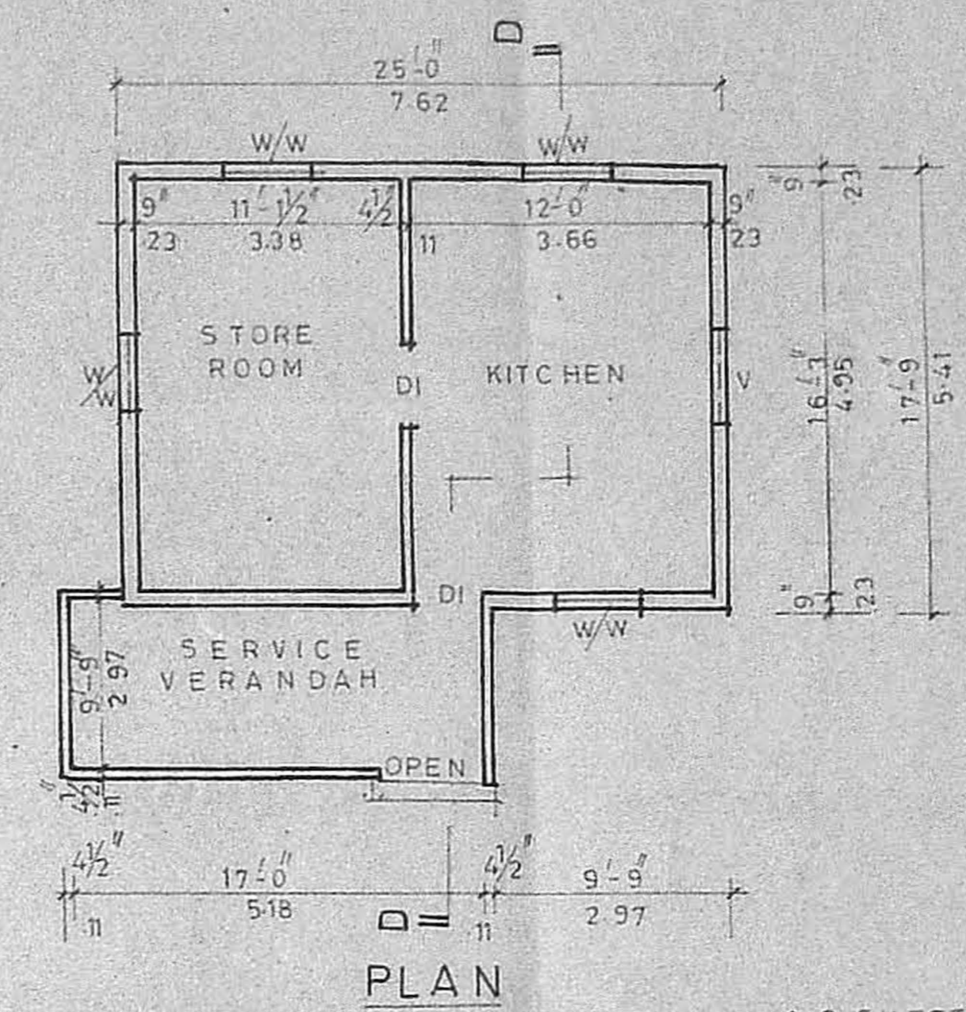 D
25'-0"
7.62
W/W
W/W
9"
11'-1½"
4½
12'-0"
9"
23
3.38
11
3.66
23
9"
23
STORE
ROOM
W/W
DI
KITCHEN
V
16'-3"
4.95
17'-9
5.41
DI
W/W
9"
23
SERVICE
VERANDAH
9'-9"
2.97
OPEN
4½"
.11
4½"
17'-0"
4½"
9'-9"
.11
5.18
.11
2.97
D
PLAN